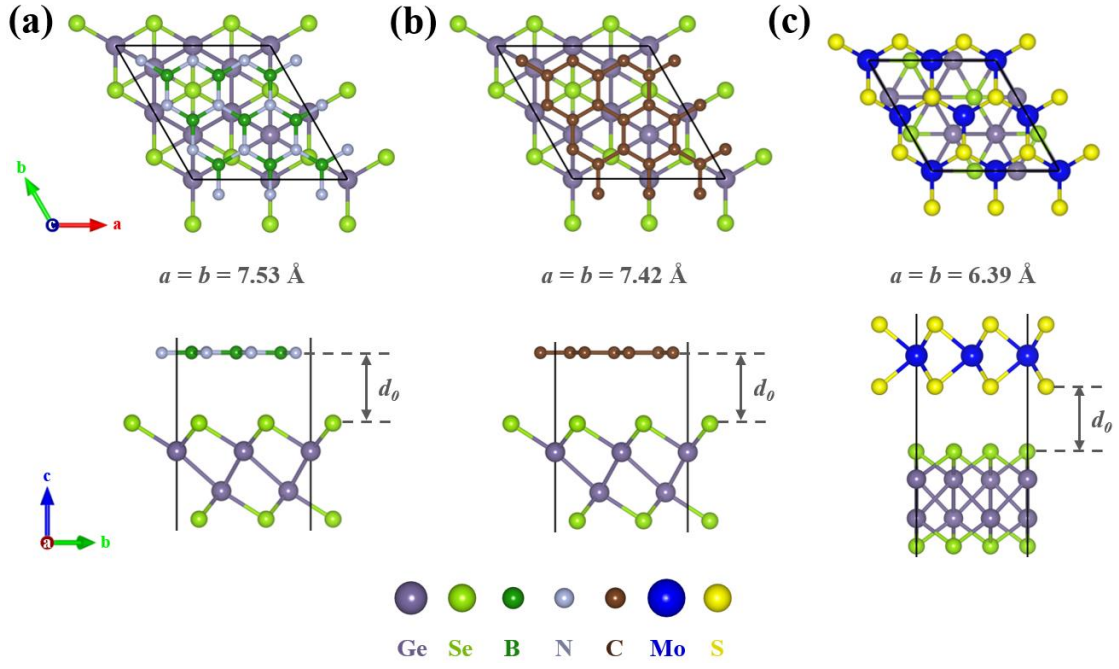 (a)
(b)
(c)
b
c
a
a = b = 7.53 Å
a = b = 7.42 Å
a = b = 6.39 Å
d0
d0
d0
c
a
b
Ge Se B N C Mo S